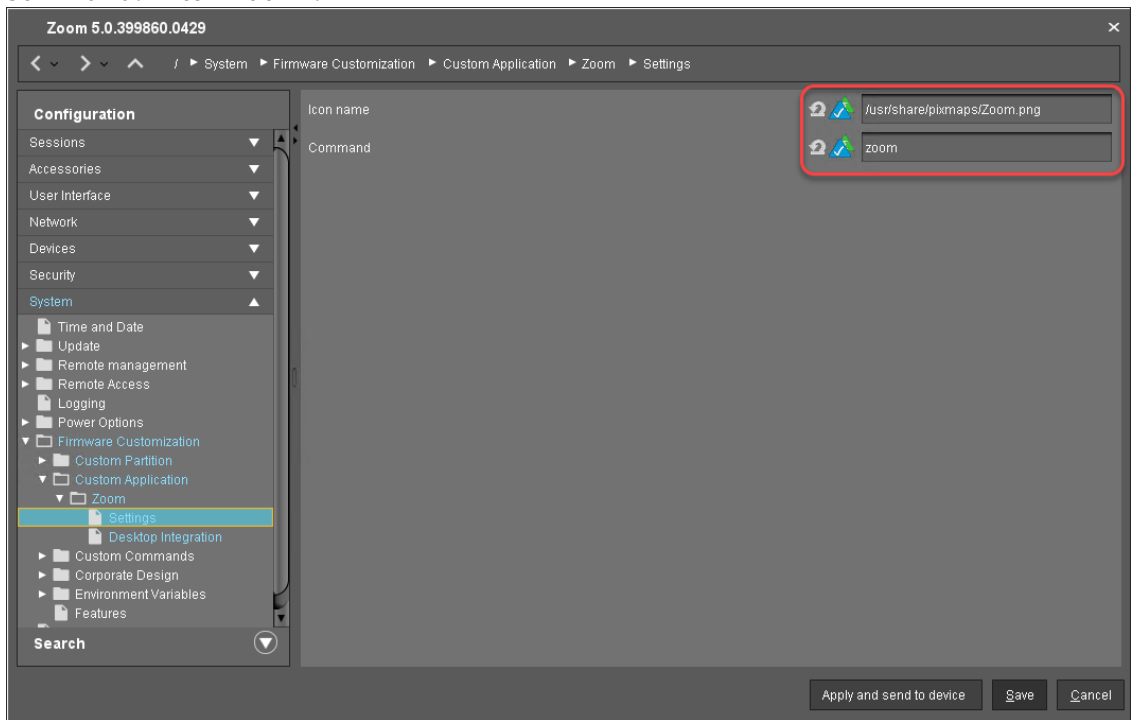 Zoom 5.0.399860.0429
/ System Firmware Customization Custom Application Zoom Settings
Configuration
Sessions
Accessories
User Interface
Network
Devices
Security
System
Time and Date
Update
Remote management
Remote Access
Logging
Power Options
Firmware Customization
Custom Partition
Custom Application
Zoom
Settings
Desktop Integration
Custom Commands
Corporate Design
Environment Variables
Features
Search
Icon name /usr/share/pixmaps/Zoom.png
Command zoom
Apply and send to device Save Cancel